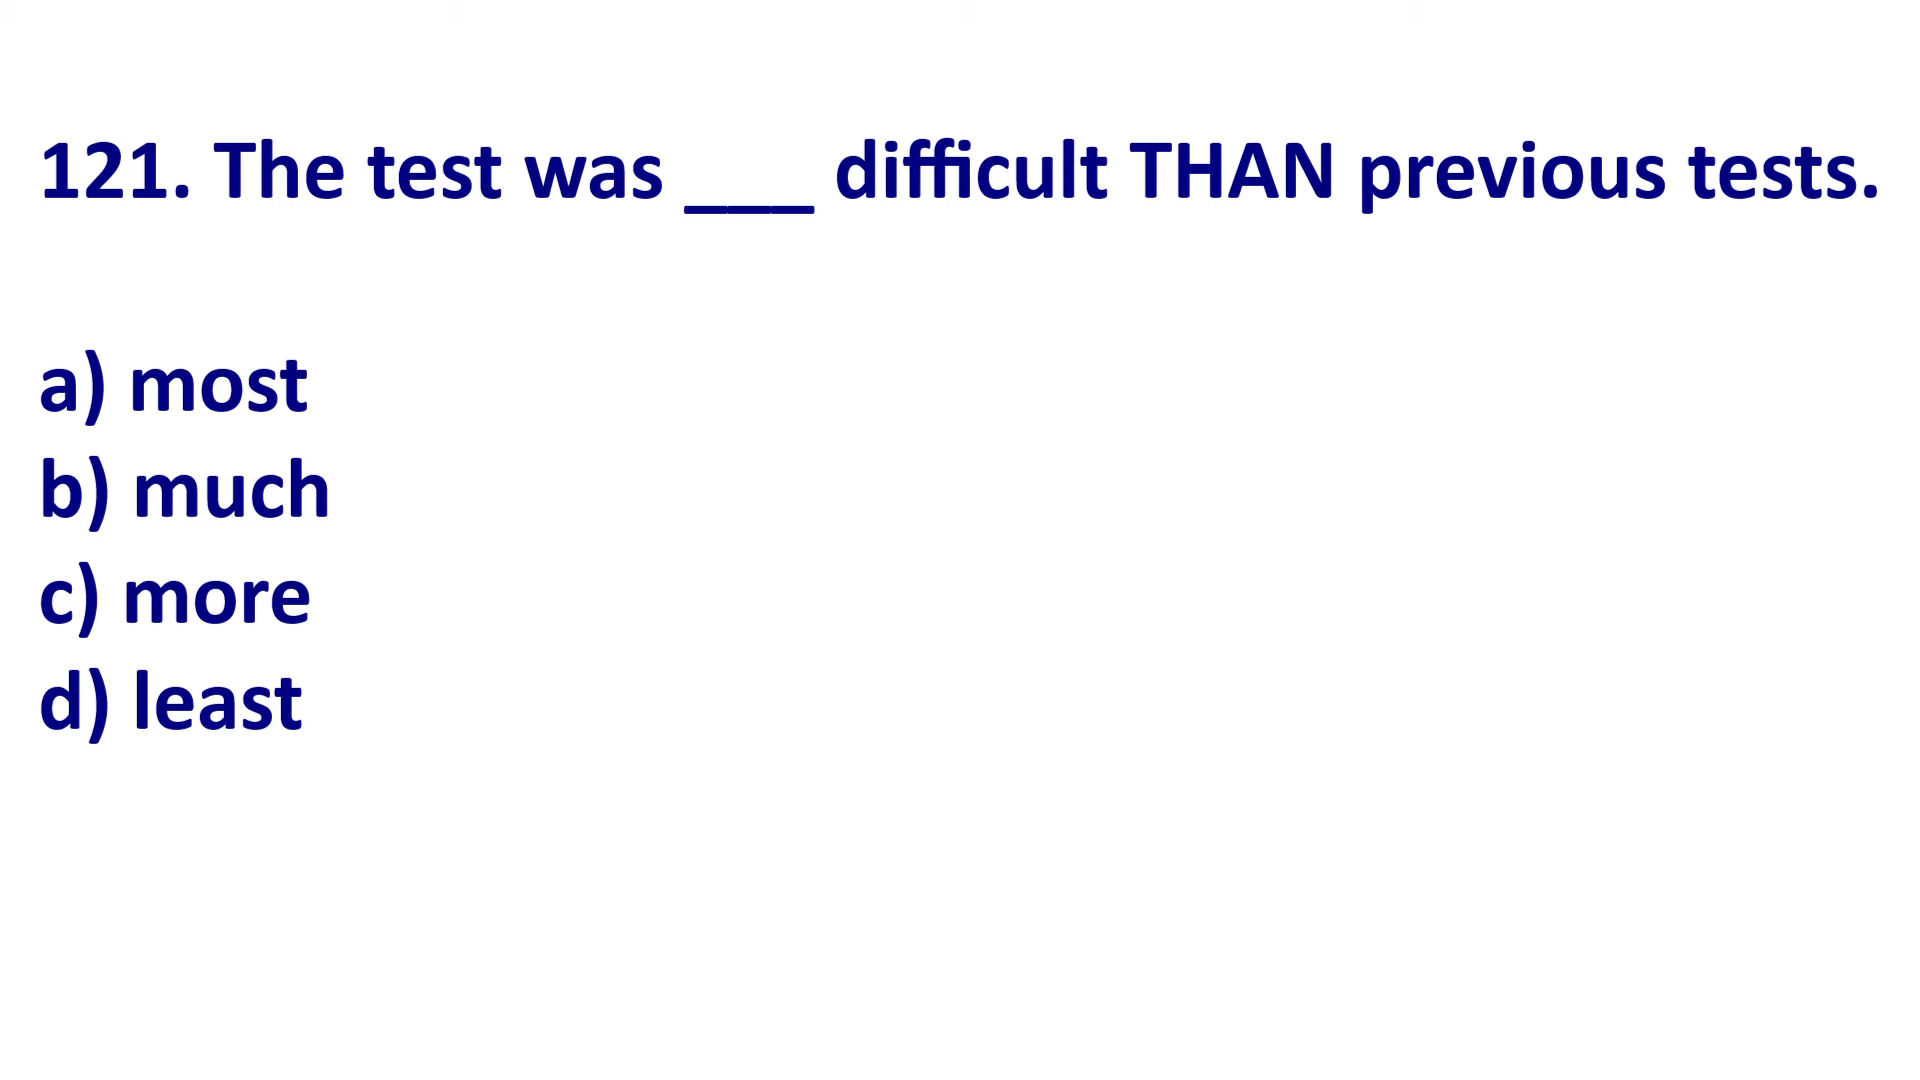 121. The test was ___ difficult THAN previous tests.
a) most
b) much
c) more
d) least